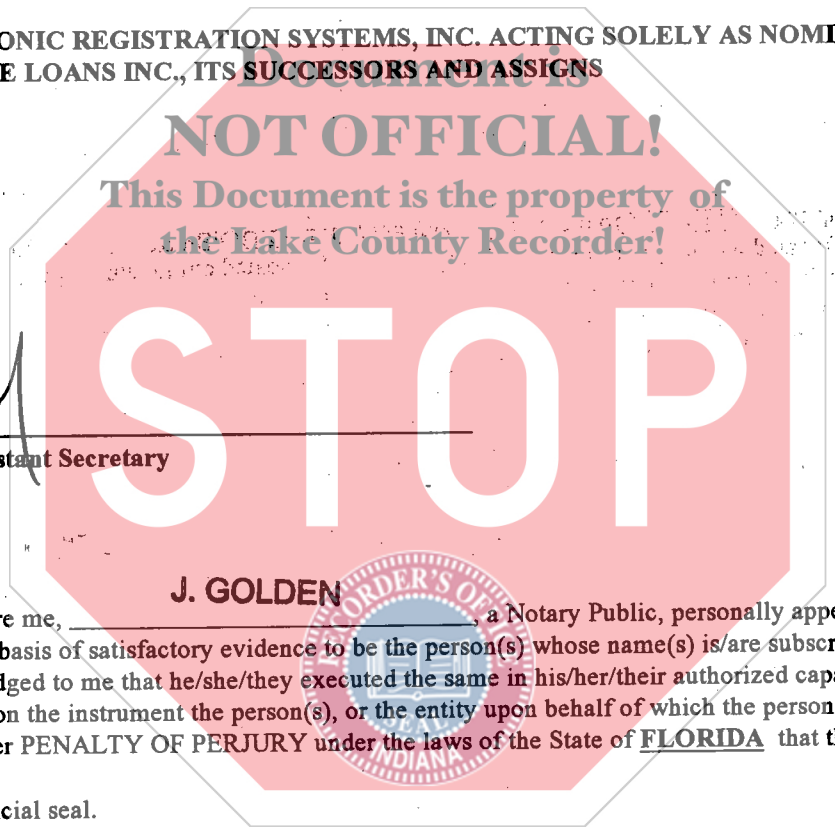 ONIC REGISTRATION SYSTEMS, INC. ACTING SOLELY AS NOMI
E LOANS INC., ITS SUCCESSORS AND ASSIGNS
Document is
NOT OFFICIAL!
This Document is the property of
the Lake County Recorder!
STOP
stant Secretary
J. GOLDEN
re me, , a Notary Public, personally appe
basis of satisfactory evidence to be the person(s) whose name(s) is/are subscr
dged to me that he/she/they executed the same in his/her/their authorized capa
on the instrument the person(s), or the entity upon behalf of which the person
er PENALTY OF PERJURY under the laws of the State of FLORIDA that t
cial seal.
RECORDER'S OFFICE
SEAL
INDIANA